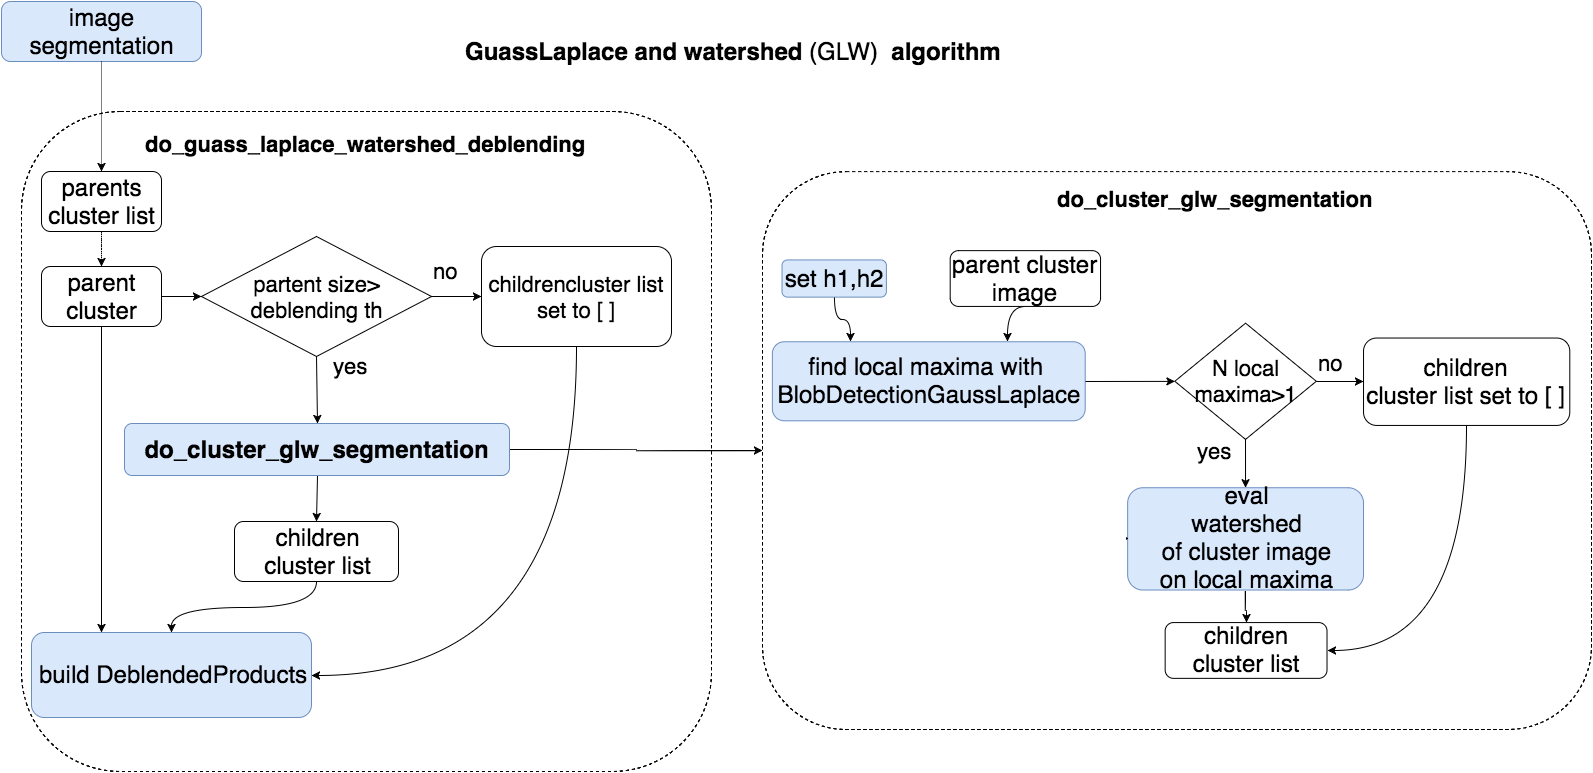 image
segmentation
GuassLaplace and watershed (GLW) algorithm
do_guass_laplace_watershed_deblending
parents
cluster list
parent
cluster
partent size>
deblending th
no
childrencluster list
set to [ ]
yes
do_cluster_glw_segmentation
children
cluster list
build DeblendedProducts
do_cluster_glw_segmentation
set h1,h2
parent cluster
image
find local maxima with
BlobDetectionGaussLaplace
N local
maxima>1
no
children
cluster list set to [ ]
yes
eval
watershed
of cluster image
on local maxima
children
cluster list